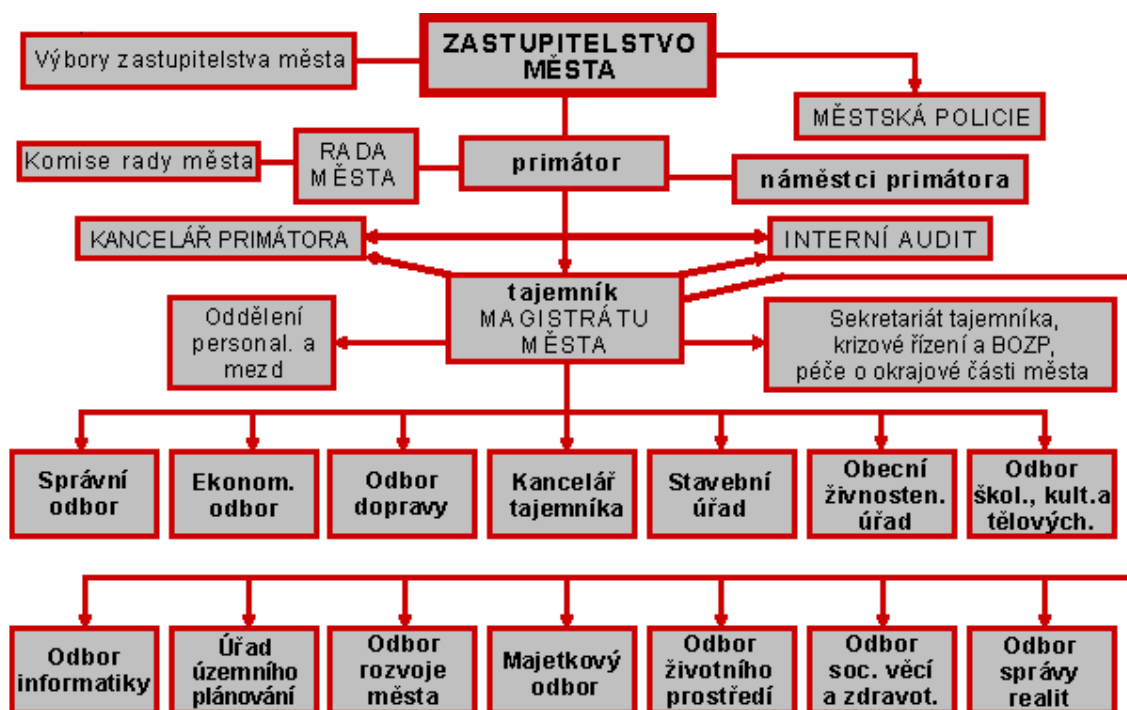 ZASTUPITELSTVO
MĚSTA
Výbory zastupitelstva města
MĚSTSKÁ POLICIE
Komise rady města
RADA
MĚSTA
primátor
náměstci primátora
KANCELÁŘ PRIMÁTORA
INTERNÍ AUDIT
tajemník
MAGISTRÁTU
MĚSTA
Oddělení
personal. a
mezd
Sekretariát tajemníka,
krizové řízení a BOZP,
péče o okrajové části města
Správní
odbor
Ekonom.
odbor
Odbor
dopravy
Kancelář
tajemníka
Stavební
úřad
Obecní
živnosten.
úřad
Odbor
škol., kult.a
tělových.
Odbor
informatiky
Úřad
územního
plánování
Odbor
rozvoje
města
Majetkový
odbor
Odbor
životního
prostředí
Odbor
soc. věcí
a zdravot.
Odbor
správy
realit